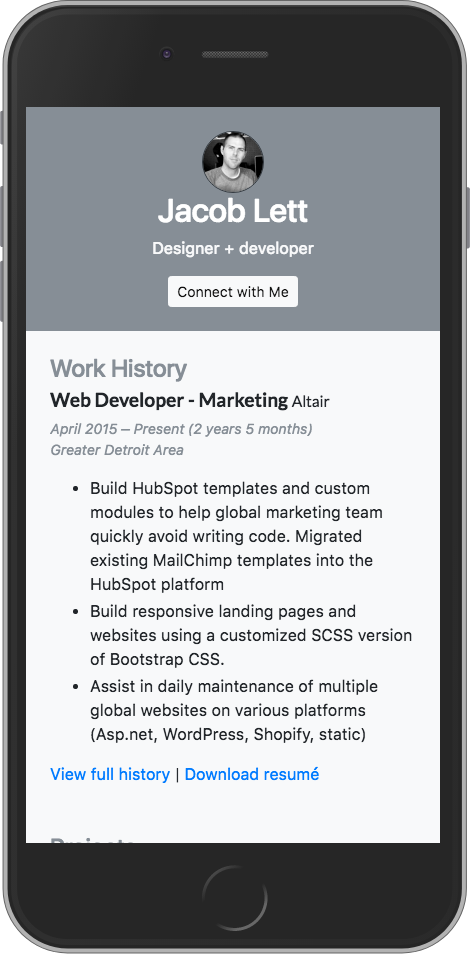 Jacob Lett
Designer + developer
Connect with Me
Work History
Web Developer - Marketing Altair
April 2015 – Present (2 years 5 months)
Greater Detroit Area
• Build HubSpot templates and custom
modules to help global marketing team
quickly avoid writing code. Migrated
existing MailChimp templates into the
HubSpot platform
• Build responsive landing pages and
websites using a customized SCSS version
of Bootstrap CSS.
• Assist in daily maintenance of multiple
global websites on various platforms
(Asp.net, WordPress, Shopify, static)
View full history | Download resumé
Projects